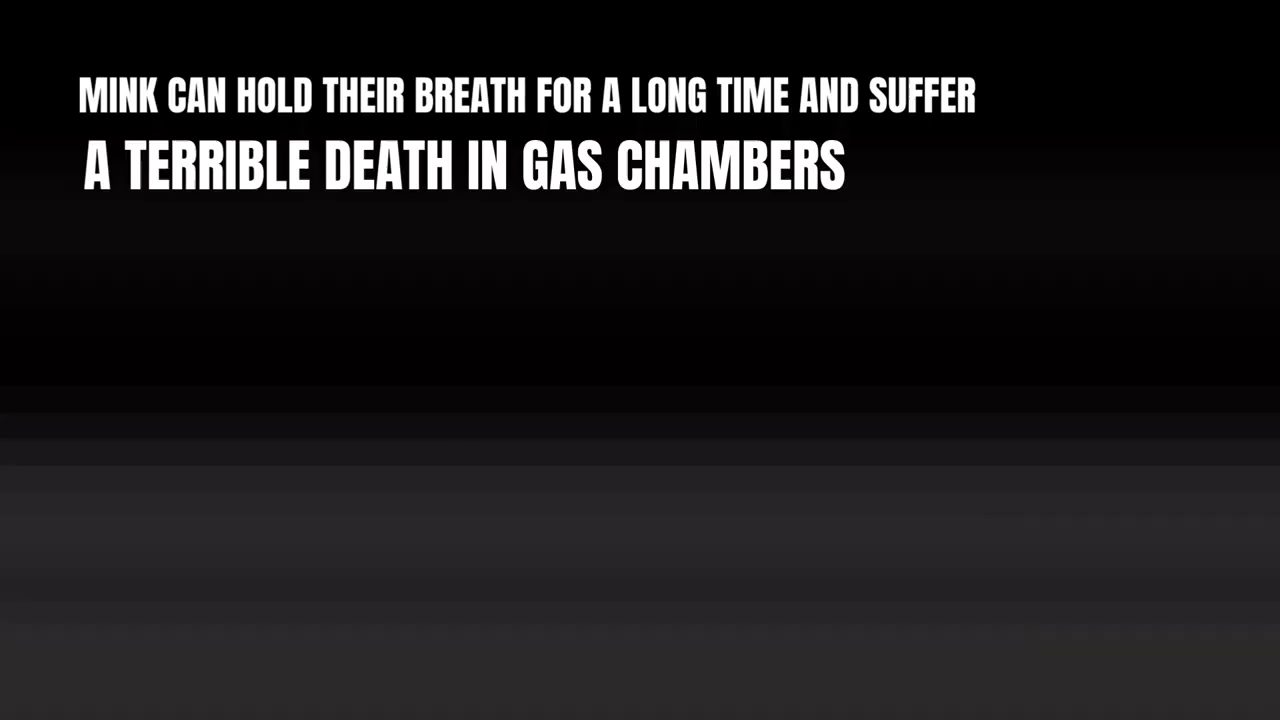 MINK CAN HOLD THEIR BREATH FOR A LONG TIME AND SUFFER
A TERRIBLE DEATH IN GAS CHAMBERS